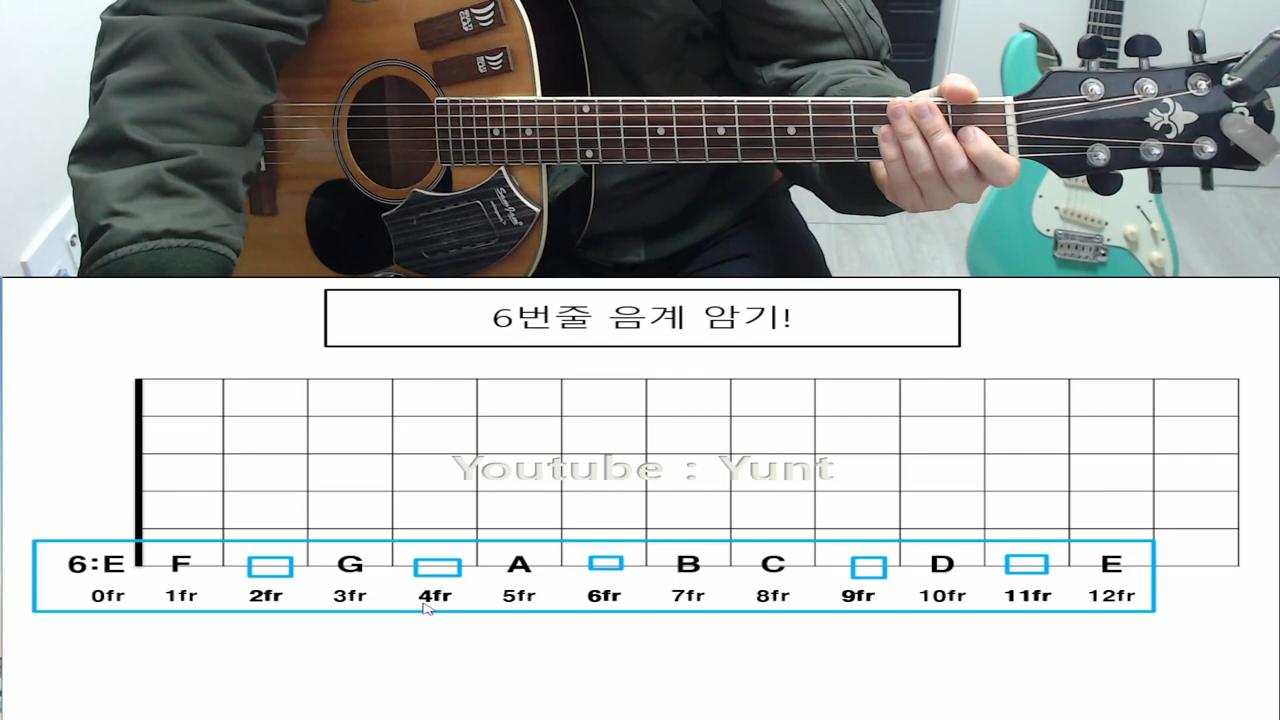 6번줄 음계 암기!
Youtube : Yunt
6:E F G A B C D E
0fr 1fr 2fr 3fr 4fr 5fr 6fr 7fr 8fr 9fr 10fr 11fr 12fr